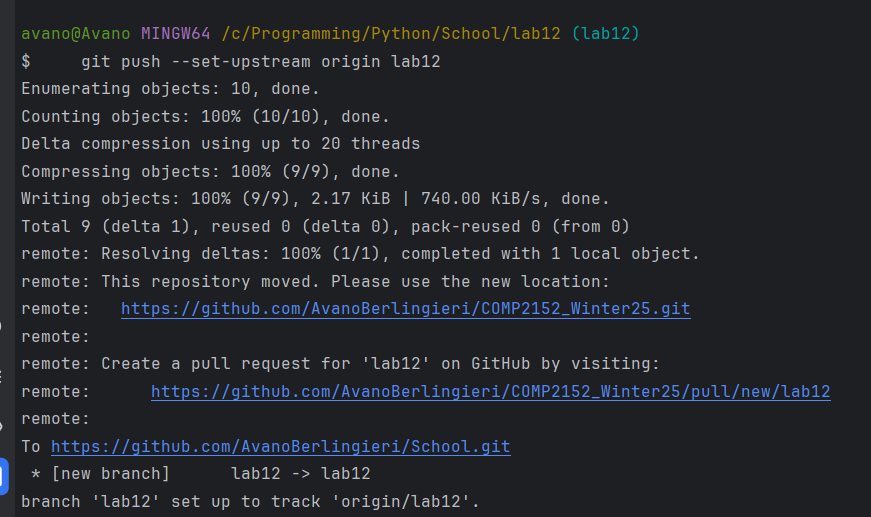 avano@Avano MINGW64 /c/Programming/Python/School/lab12 (lab12)
$     git push --set-upstream origin lab12
Enumerating objects: 10, done.
Counting objects: 100% (10/10), done.
Delta compression using up to 20 threads
Compressing objects: 100% (9/9), done.
Writing objects: 100% (9/9), 2.17 KiB | 740.00 KiB/s, done.
Total 9 (delta 1), reused 0 (delta 0), pack-reused 0 (from 0)
remote: Resolving deltas: 100% (1/1), completed with 1 local object.
remote: This repository moved. Please use the new location:
remote:   https://github.com/AvanoBerlingieri/COMP2152_Winter25.git
remote:
remote: Create a pull request for 'lab12' on GitHub by visiting:
remote:      https://github.com/AvanoBerlingieri/COMP2152_Winter25/pull/new/lab12
remote:
To https://github.com/AvanoBerlingieri/School.git
 * [new branch]      lab12 -> lab12
branch 'lab12' set up to track 'origin/lab12'.